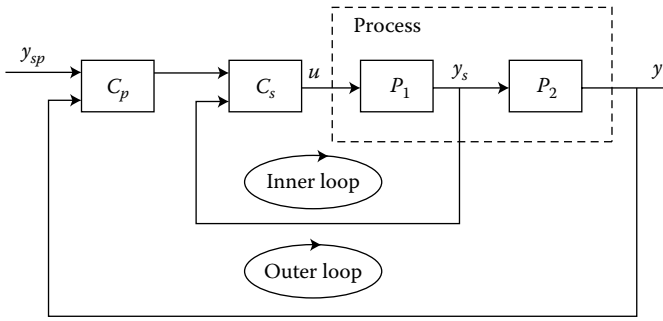 Process
y_sp
C_p
C_s
u
P_1
y_s
P_2
y
Inner loop
Outer loop